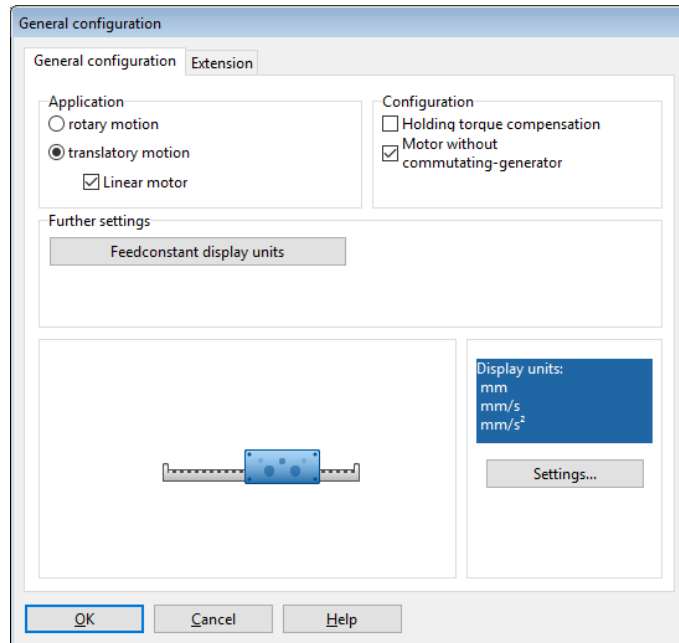 General configuration
General configuration
Extension
Application
rotary motion
translatory motion
Linear motor
Configuration
Holding torque compensation
Motor without
commutating-generator
Further settings
Feedconstant display units
Display units:
mm
mm/s
mm/s²
Settings...
OK
Cancel
Help